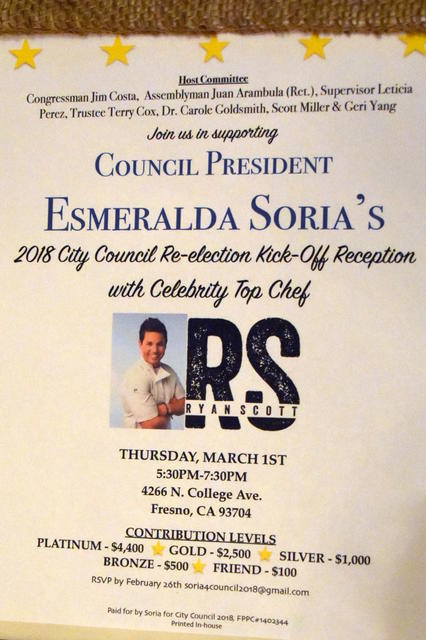 Host Committee
Congressman Jim Costa, Assemblyman Juan Arambula (Ret.), Supervisor Leticia
Perez, Trustee Terry Cox, Dr. Carole Goldsmith, Scott Miller & Geri Yang
Join us in supporting
COUNCIL PRESIDENT
ESMERALDA SORIA'S
2018 City Council Re-election Kick-Off Reception
with Celebrity Top Chef
RS
RYAN SCOTT
THURSDAY, MARCH 1ST
5:30PM-7:30PM
4266 N. College Ave.
Fresno, CA 93704
CONTRIBUTION LEVELS
PLATINUM - $4,400 GOLD - $2,500 SILVER - $1,000
BRONZE - $500 FRIEND - $100
RSVP by February 26th soria4council2018@gmail.com
Paid for by Soria for City Council 2018, FPPC#1402344
Printed In-house